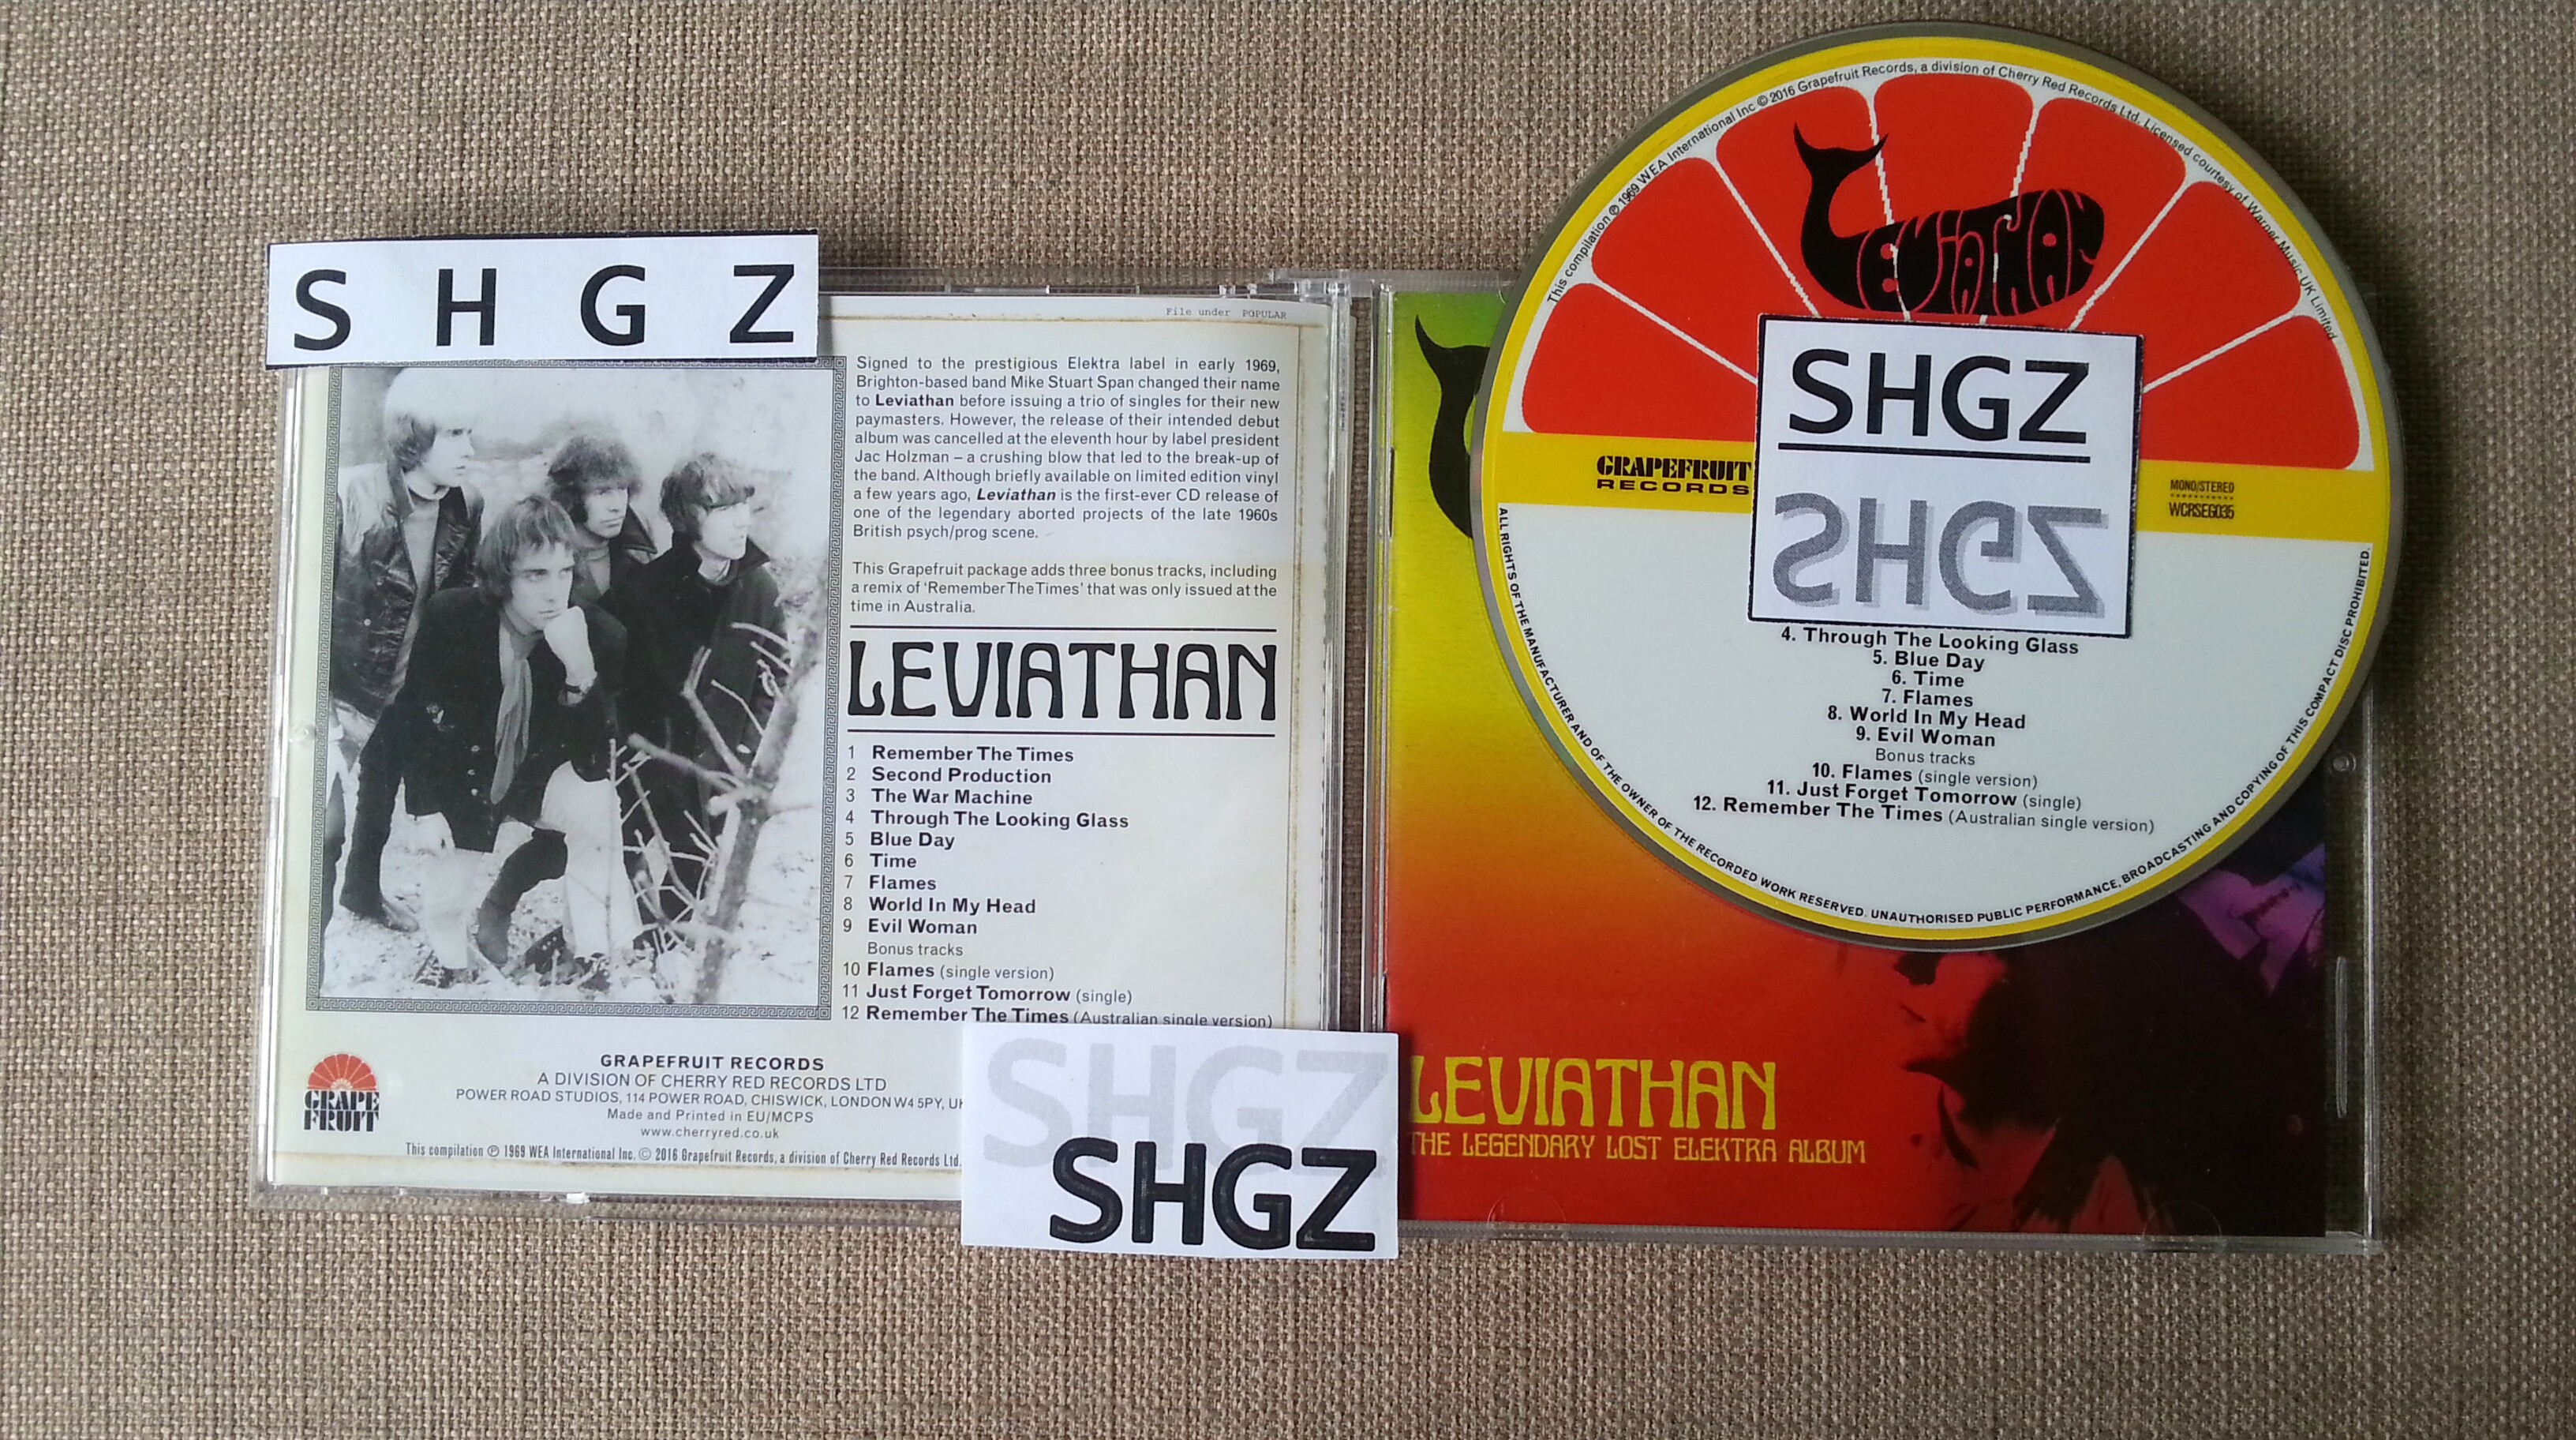 S H G Z
File under POPULAR
Signed to the prestigious Elektra label in early 1969,
Brighton-based band Mike Stuart Span changed their name
to Leviathan before issuing a trio of singles for their new
paymasters. However, the release of their intended debut
album was cancelled at the eleventh hour by label president
Jac Holzman – a crushing blow that led to the break-up of
the band. Although briefly available on limited edition vinyl
a few years ago, Leviathan is the first-ever CD release of
one of the legendary aborted projects of the late 1960s
British psych/prog scene.
This Grapefruit package adds three bonus tracks, including
a remix of ‘Remember The Times’ that was only issued at the
time in Australia.
LEVIATHAN
1 Remember The Times
2 Second Production
3 The War Machine
4 Through The Looking Glass
5 Blue Day
6 Time
7 Flames
8 World In My Head
9 Evil Woman
Bonus tracks
10 Flames (single version)
11 Just Forget Tomorrow (single)
12 Remember The Times (Australian single version)
GRAPE
FRUIT
GRAPEFRUIT RECORDS
A DIVISION OF CHERRY RED RECORDS LTD
POWER ROAD STUDIOS, 114 POWER ROAD, CHISWICK, LONDON W4 5PY, UK
Made and Printed in EU/MCPS
www.cherryred.co.uk
This compilation ℗ 1969 WEA International Inc. © 2016 Grapefruit Records, a division of Cherry Red Records Ltd.
SHGZ
SHGZ
This compilation ℗ 1969 WEA International Inc © 2016 Grapefruit Records, a division of Cherry Red Records Ltd. Licensed courtesy of Warner Music UK Limited
LEVIATHAN
SHGZ
SHGZ
GRAPEFRUIT
RECORDS
MONO/STEREO
WCRSEG035
4. Through The Looking Glass
5. Blue Day
6. Time
7. Flames
8. World In My Head
9. Evil Woman
Bonus tracks
10. Flames (single version)
11. Just Forget Tomorrow (single)
12. Remember The Times (Australian single version)
ALL RIGHTS OF THE MANUFACTURER AND OF THE OWNER OF THE RECORDED WORK RESERVED. UNAUTHORISED PUBLIC PERFORMANCE, BROADCASTING AND COPYING OF THIS COMPACT DISC PROHIBITED.
LEVIATHAN
THE LEGENDARY LOST ELEKTRA ALBUM